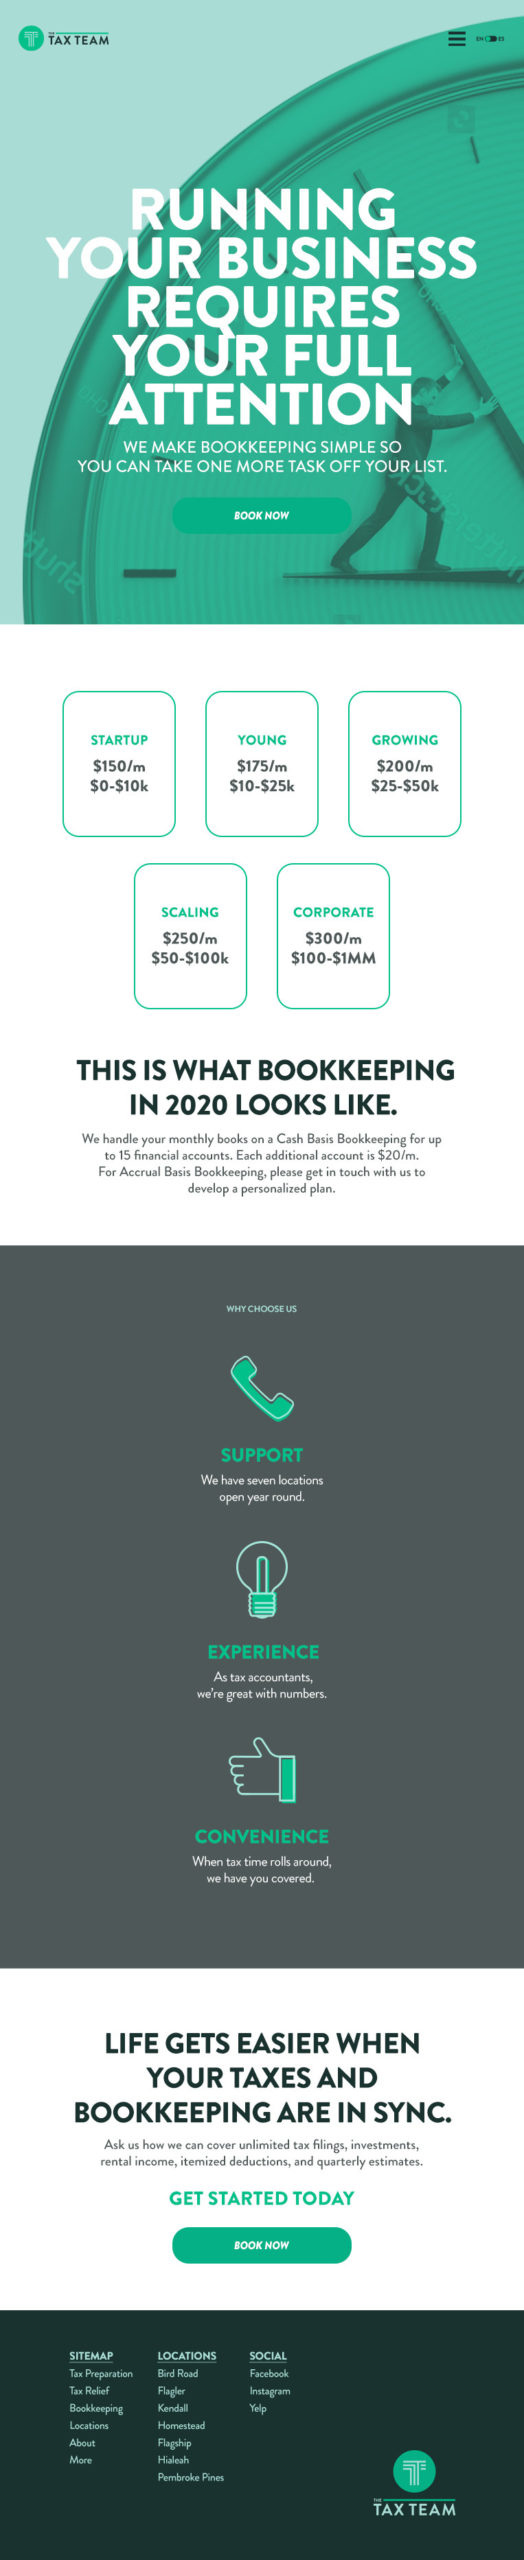 THE
TAX TEAM
EN ES
RUNNING
YOUR BUSINESS
REQUIRES
YOUR FULL
ATTENTION
WE MAKE BOOKKEEPING SIMPLE SO
YOU CAN TAKE ONE MORE TASK OFF YOUR LIST.
BOOK NOW
STARTUP
$150/m
$0-$10k
YOUNG
$175/m
$10-$25k
GROWING
$200/m
$25-$50k
SCALING
$250/m
$50-$100k
CORPORATE
$300/m
$100-$1MM
THIS IS WHAT BOOKKEEPING
IN 2020 LOOKS LIKE.
We handle your monthly books on a Cash Basis Bookkeeping for up
to 15 financial accounts. Each additional account is $20/m.
For Accrual Basis Bookkeeping, please get in touch with us to
develop a personalized plan.
WHY CHOOSE US
SUPPORT
We have seven locations
open year round.
EXPERIENCE
As tax accountants,
we're great with numbers.
CONVENIENCE
When tax time rolls around,
we have you covered.
LIFE GETS EASIER WHEN
YOUR TAXES AND
BOOKKEEPING ARE IN SYNC.
Ask us how we can cover unlimited tax filings, investments,
rental income, itemized deductions, and quarterly estimates.
GET STARTED TODAY
BOOK NOW
SITEMAP
Tax Preparation
Tax Relief
Bookkeeping
Locations
About
More
LOCATIONS
Bird Road
Flagler
Kendall
Homestead
Flagship
Hialeah
Pembroke Pines
SOCIAL
Facebook
Instagram
Yelp
THE
TAX TEAM